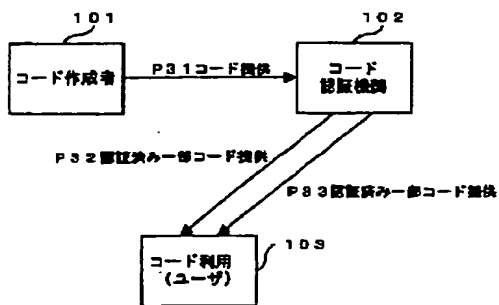 101
コード作成者
P31コード提供
102
コード
認証機関
P32認証済み一部コード提供
P33認証済み一部コード提供
コード利用
(ユーザ)
103